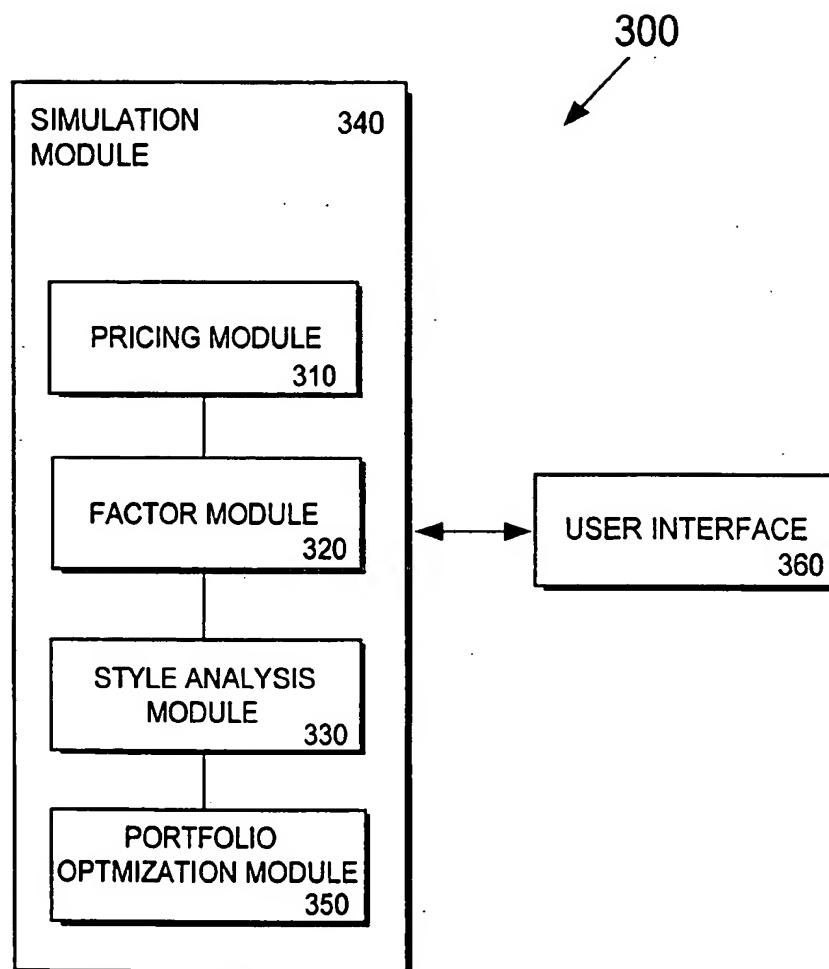 300
SIMULATION 340
MODULE
PRICING MODULE
310
FACTOR MODULE
320
STYLE ANALYSIS
MODULE
330
PORTFOLIO
OPTMIZATION MODULE
350
USER INTERFACE
360